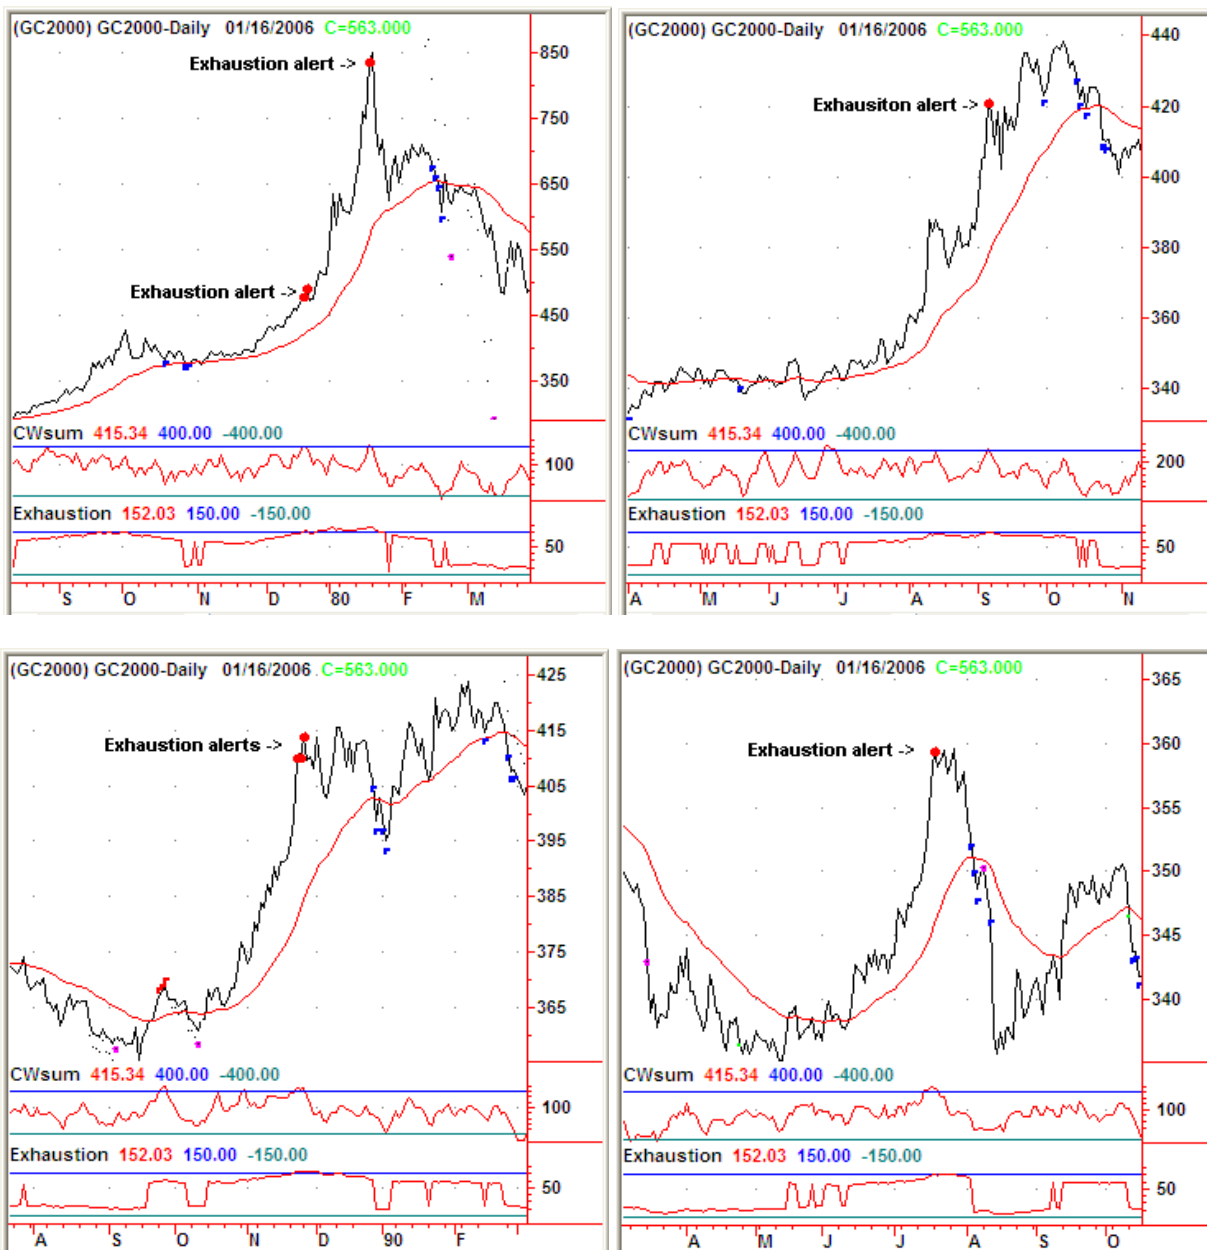 (GC2000) GC2000-Daily 01/16/2006 C=563.000
Exhaustion alert ->
Exhaustion alert ->
850
750
650
550
450
350
CWsum 415.34 400.00 -400.00
100
Exhaustion 152.03 150.00 -150.00
50
S O N D 80 F M
(GC2000) GC2000-Daily 01/16/2006 C=563.000
Exhausiton alert ->
440
420
400
380
360
340
CWsum 415.34 400.00 -400.00
200
Exhaustion 152.03 150.00 -150.00
50
A M J J A S O N
(GC2000) GC2000-Daily 01/16/2006 C=563.000
Exhaustion alerts ->
425
415
405
395
385
375
365
CWsum 415.34 400.00 -400.00
100
Exhaustion 152.03 150.00 -150.00
50
A S O N D 90 F
(GC2000) GC2000-Daily 01/16/2006 C=563.000
Exhaustion alert ->
365
360
355
350
345
340
CWsum 415.34 400.00 -400.00
100
Exhaustion 152.03 150.00 -150.00
50
A M J J A S O